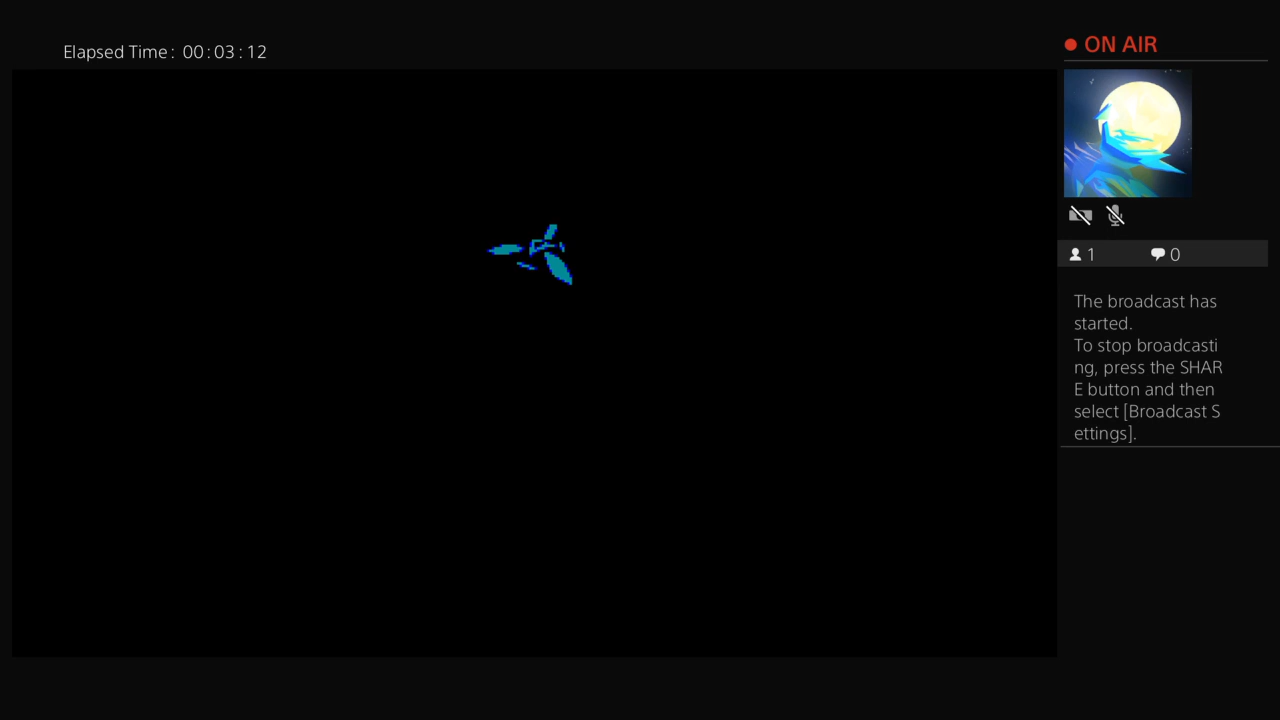 Elapsed Time: 00:03:12
ON AIR
1
0
The broadcast has
started.
To stop broadcasti
ng, press the SHAR
E button and then
select [Broadcast S
ettings].